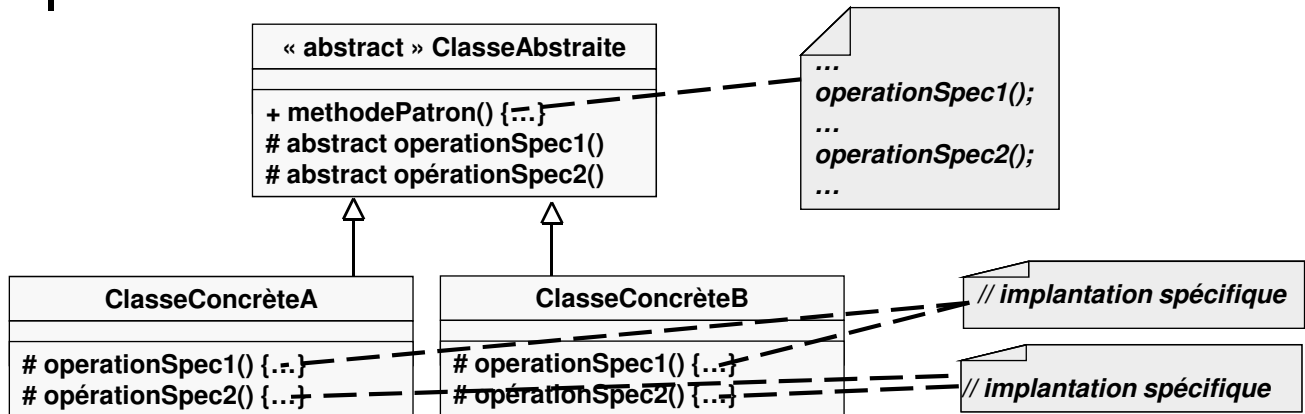 « abstract » ClasseAbstraite
+ methodePatron() {…}
# abstract operationSpec1()
# abstract opérationSpec2()
…
operationSpec1();
…
operationSpec2();
…
ClasseConcrèteA
# operationSpec1() {…}
# opérationSpec2() {…}
ClasseConcrèteB
# operationSpec1() {…}
# opérationSpec2() {…}
// implantation spécifique
// implantation spécifique